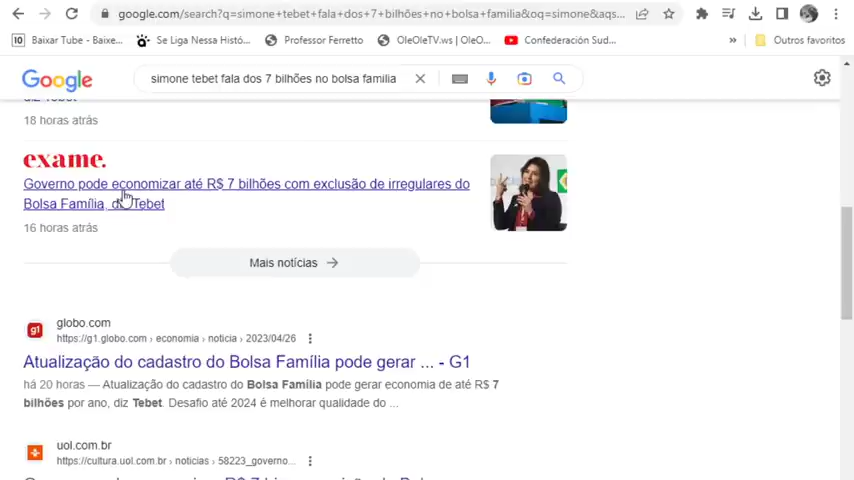 google.com/search?q=simone+tebet+fala+dos+7+bilhões+no+bolsa+familia&oq=simone&aqs...
Baixar Tube - Baixe... Se Liga Nessa Histó... Professor Ferretto OleOleTV.ws | OleO... Confederación Sud... » Outros favoritos
Google simone tebet fala dos 7 bilhões no bolsa familia
diz Tebet
18 horas atrás
exame.
Governo pode economizar até R$ 7 bilhões com exclusão de irregulares do
Bolsa Família, diz Tebet
16 horas atrás
Mais notícias →
g1
globo.com
https://g1.globo.com › economia › noticia › 2023/04/26
Atualização do cadastro do Bolsa Família pode gerar ... - G1
há 20 horas — Atualização do cadastro do Bolsa Família pode gerar economia de até R$ 7
bilhões por ano, diz Tebet. Desafio até 2024 é melhorar qualidade do ...
uol.com.br
https://cultura.uol.com.br › noticias › 58223_governo...